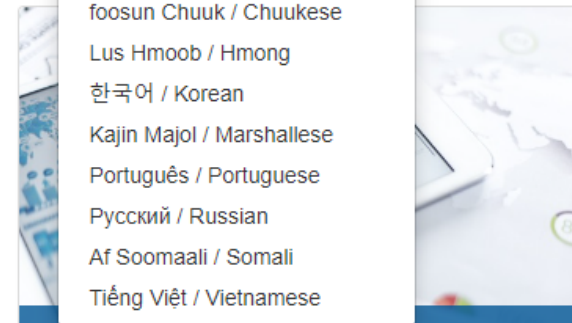 foosun Chuuk / Chuukese
Lus Hmoob / Hmong
한국어 / Korean
Kajin Majol / Marshallese
Português / Portuguese
Русский / Russian
Af Soomaali / Somali
Tiếng Việt / Vietnamese